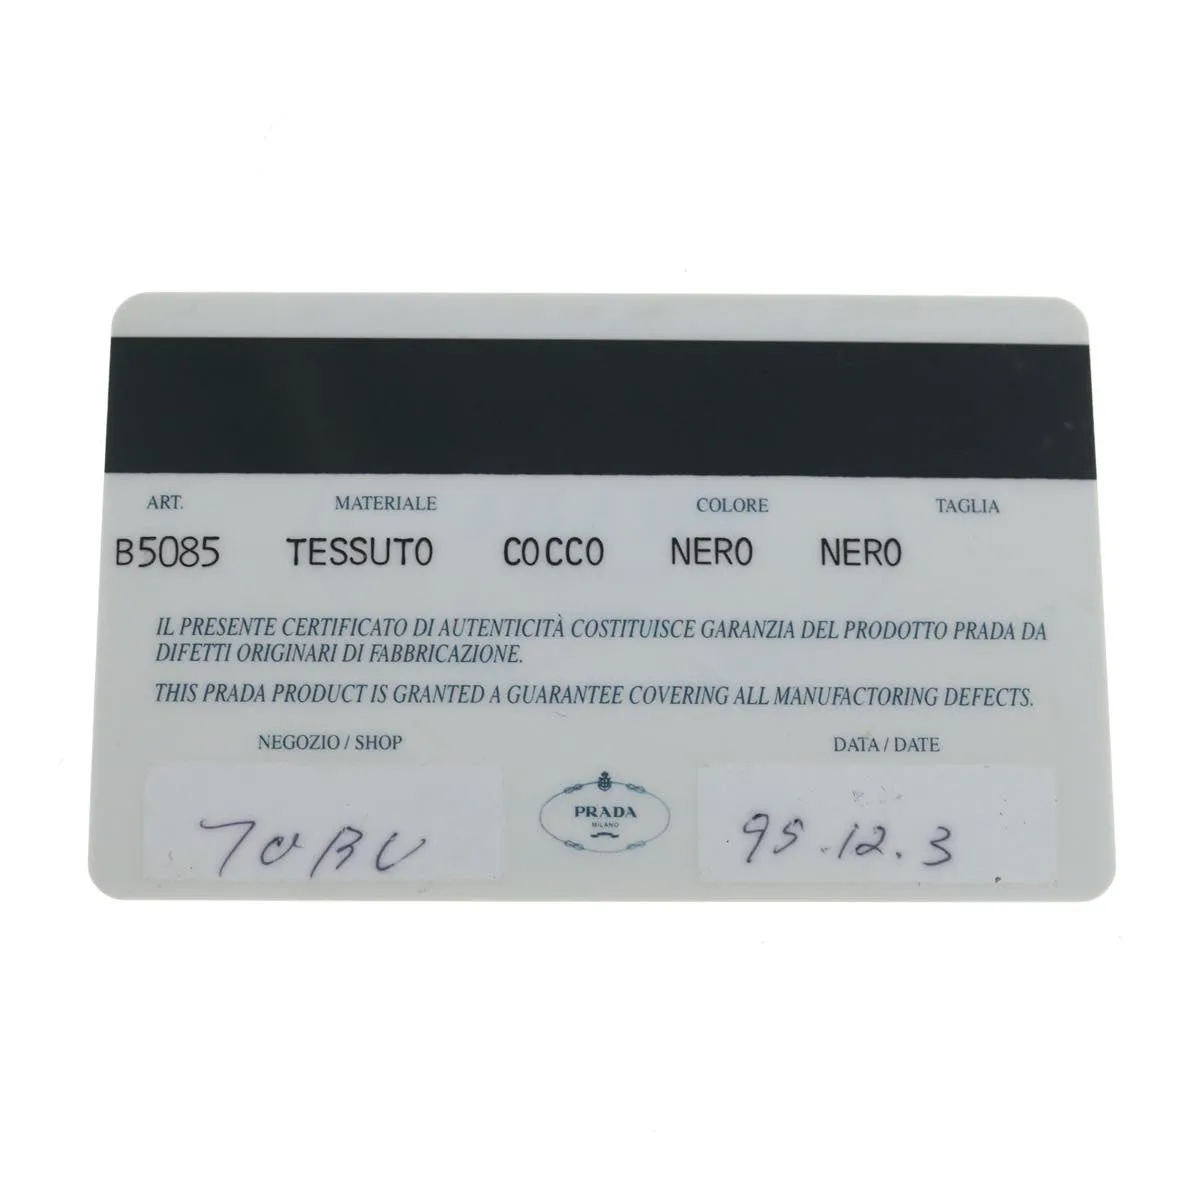 ART. MATERIALE COLORE TAGLIA
B5085 TESSUTO COCCO NERO NERO
IL PRESENTE CERTIFICATO DI AUTENTICITÀ COSTITUISCE GARANZIA DEL PRODOTTO PRADA DA
DIFETTI ORIGINARI DI FABBRICAZIONE.
THIS PRADA PRODUCT IS GRANTED A GUARANTEE COVERING ALL MANUFACTORING DEFECTS.
NEGOZIO / SHOP DATA / DATE
PRADA
MILANO
TOBU 95.12.3